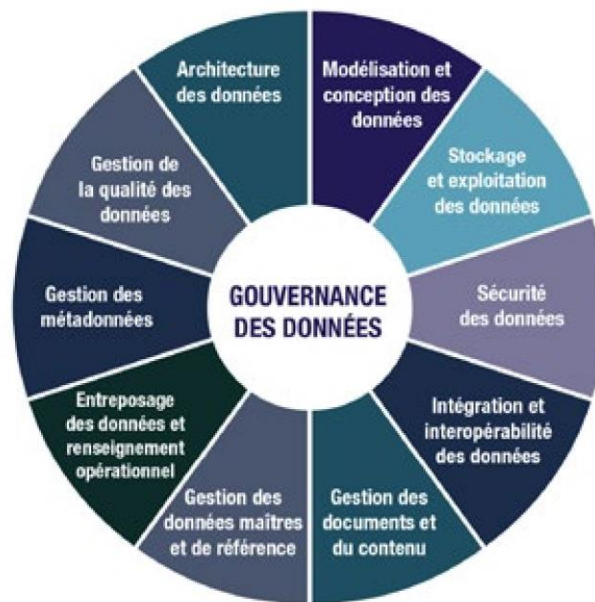 Architecture
des données
Modélisation et
conception des
données
Stockage
et exploitation
des données
Sécurité
des données
Intégration et
interopérabilité
des données
Gestion des
documents et
du contenu
Gestion des
données maîtres
et de référence
Entreposage
des données et
renseignement
opérationnel
Gestion des
métadonnées
Gestion de
la qualité des
données
GOUVERNANCE
DES DONNÉES